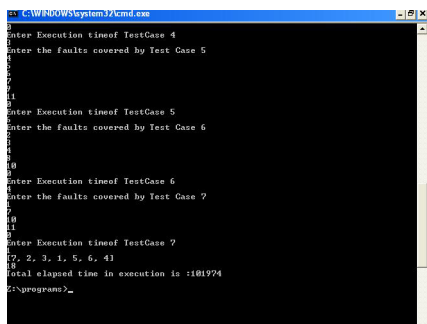 C:\WINDOWS\system32\cmd.exe
0
Enter Execution timeof TestCase 4
3
Enter the faults covered by Test Case 5
4
5
6
7
9
11
0
Enter Execution timeof TestCase 5
6
Enter the faults covered by Test Case 6
2
3
4
8
10
0
Enter Execution timeof TestCase 6
4
Enter the faults covered by Test Case 7
1
7
10
11
0
Enter Execution timeof TestCase 7
1
[7, 2, 3, 1, 5, 6, 4]
18
Total elapsed time in execution is :101974
Z:\programs>_